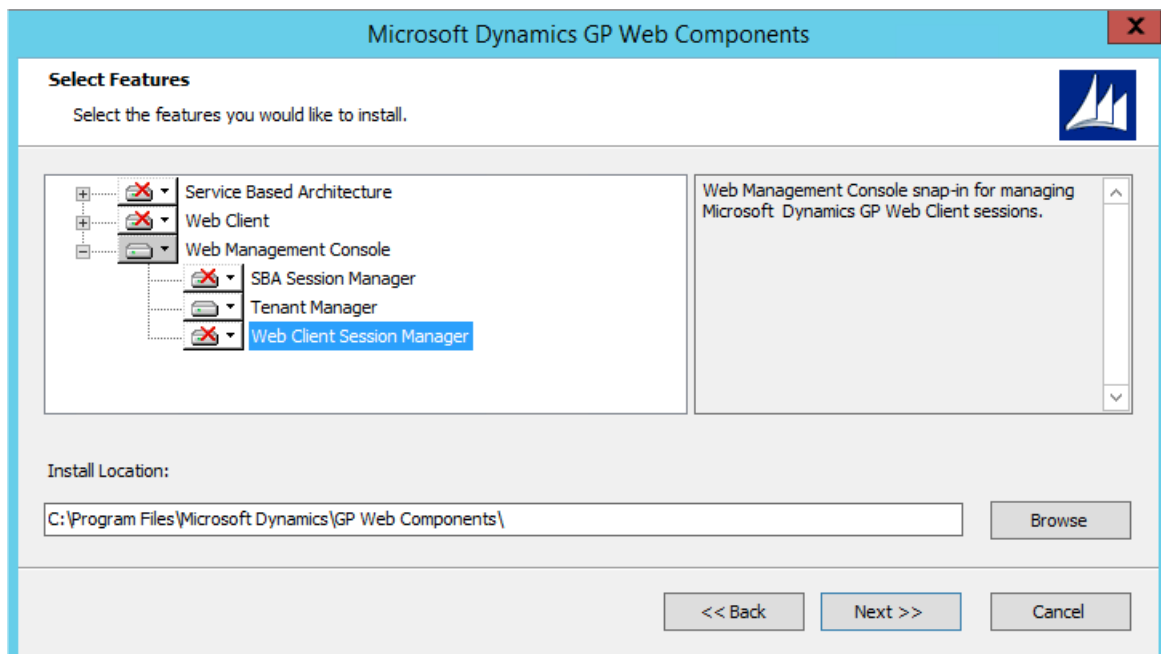 Microsoft Dynamics GP Web Components
X
Select Features
Select the features you would like to install.
Service Based Architecture
Web Client
Web Management Console
SBA Session Manager
Tenant Manager
Web Client Session Manager
Web Management Console snap-in for managing
Microsoft Dynamics GP Web Client sessions.
Install Location:
C:\Program Files\Microsoft Dynamics\GP Web Components\
Browse
<< Back
Next >>
Cancel